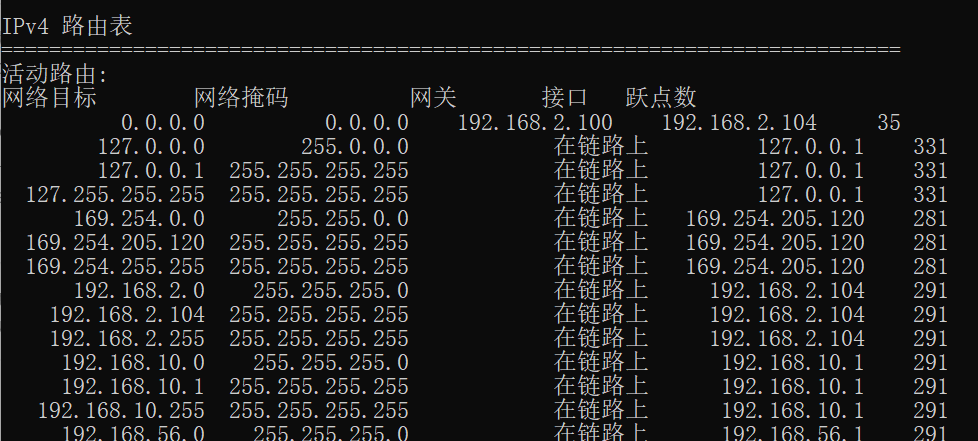 IPv4 路由表
===========================================================================
活动路由:
网络目标 网络掩码 网关 接口 跃点数
0.0.0.0 0.0.0.0 192.168.2.100 192.168.2.104 35
127.0.0.0 255.0.0.0 在链路上 127.0.0.1 331
127.0.0.1 255.255.255.255 在链路上 127.0.0.1 331
127.255.255.255 255.255.255.255 在链路上 127.0.0.1 331
169.254.0.0 255.255.0.0 在链路上 169.254.205.120 281
169.254.205.120 255.255.255.255 在链路上 169.254.205.120 281
169.254.255.255 255.255.255.255 在链路上 169.254.205.120 281
192.168.2.0 255.255.255.0 在链路上 192.168.2.104 291
192.168.2.104 255.255.255.255 在链路上 192.168.2.104 291
192.168.2.255 255.255.255.255 在链路上 192.168.2.104 291
192.168.10.0 255.255.255.0 在链路上 192.168.10.1 291
192.168.10.1 255.255.255.255 在链路上 192.168.10.1 291
192.168.10.255 255.255.255.255 在链路上 192.168.10.1 291
192.168.56.0 255.255.255.0 在链路上 192.168.56.1 291